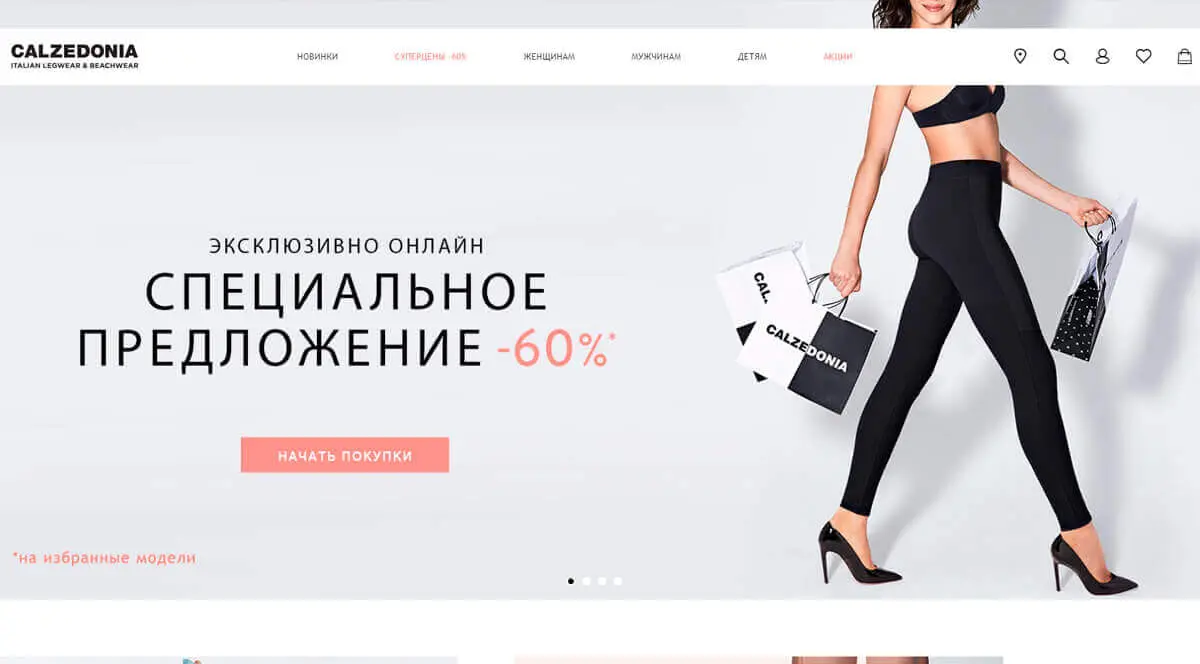 CALZEDONIA
ITALIAN LEGWEAR & BEACHWEAR
НОВИНКИ
СУПЕРЦЕНЫ -60%
ЖЕНЩИНАМ
МУЖЧИНАМ
ДЕТЯМ
АКЦИИ
ЭКСКЛЮЗИВНО ОНЛАЙН
СПЕЦИАЛЬНОЕ
ПРЕДЛОЖЕНИЕ -60%*
НАЧАТЬ ПОКУПКИ
*на избранные модели
CAL
CALZEDONIA